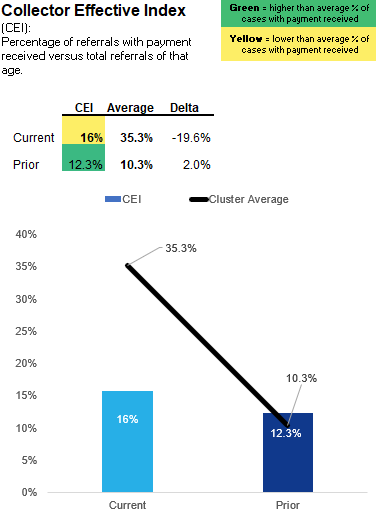 Collector Effective Index
(CEI):
Percentage of referrals with payment
received versus total referrals of that
age.
Green = higher than average % of
cases with payment received
Yellow = lower than average % of
cases with payment received
CEI Average Delta
Current 16% 35.3% -19.6%
Prior 12.3% 10.3% 2.0%
CEI Cluster Average
40%
35%
30%
25%
20%
15%
10%
5%
0%
35.3%
10.3%
16%
12.3%
Current Prior